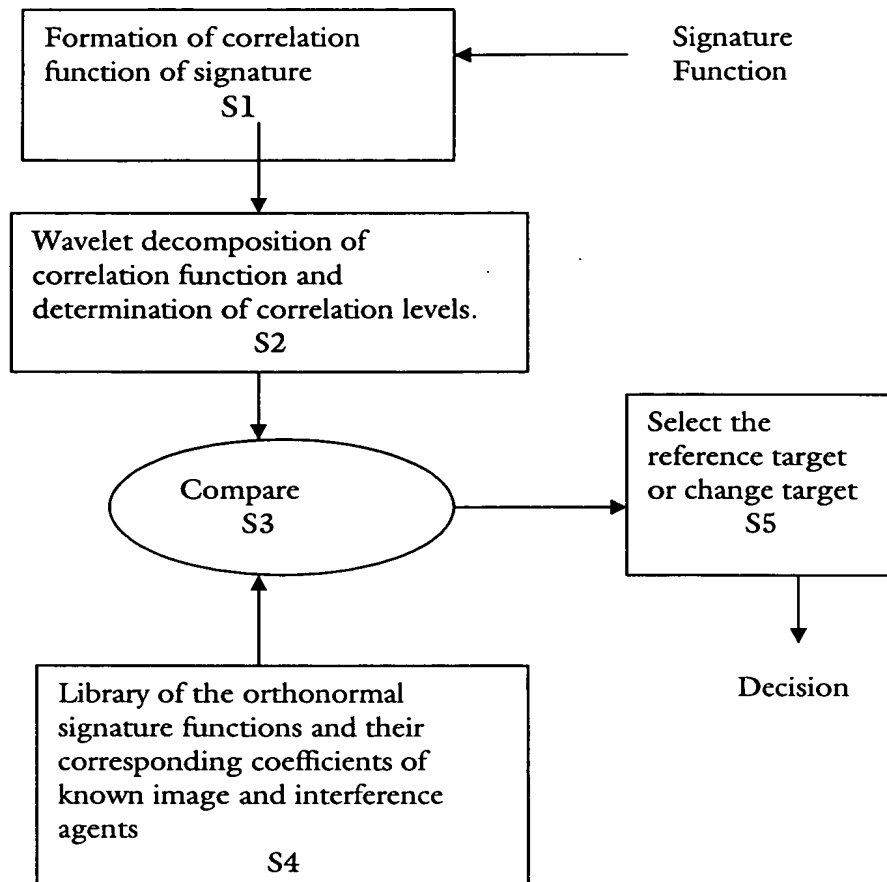 Formation of correlation
function of signature
S1
Signature
Function
Wavelet decomposition of
correlation function and
determination of correlation levels.
S2
Compare
S3
Select the
reference target
or change target
S5
Decision
Library of the orthonormal
signature functions and their
corresponding coefficients of
known image and interference
agents
S4